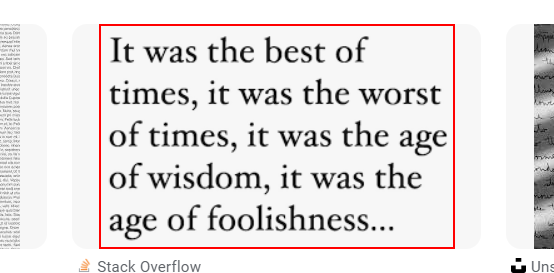 It was the best of
times, it was the worst
of times, it was the age
of wisdom, it was the
age of foolishness...
Stack Overflow
Uns